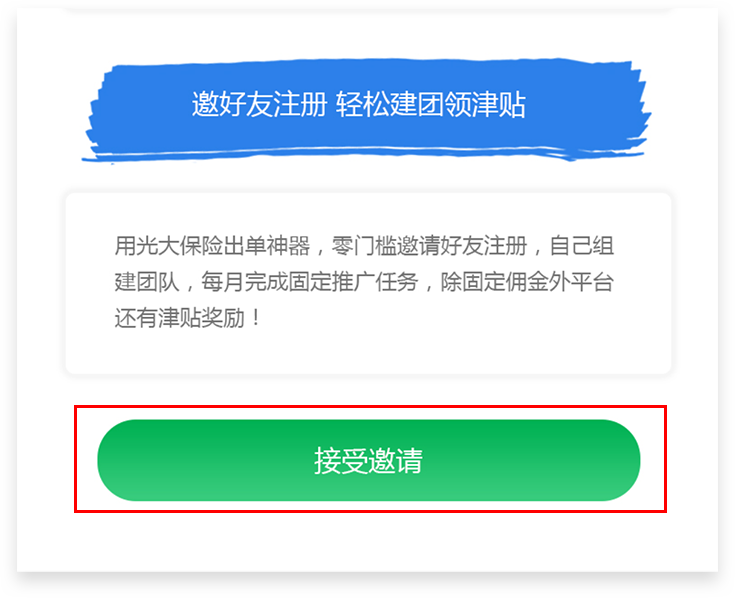 邀好友注册 轻松建团领津贴
用光大保险出单神器，零门槛邀请好友注册，自己组
建团队，每月完成固定推广任务，除固定佣金外平台
还有津贴奖励！
接受邀请